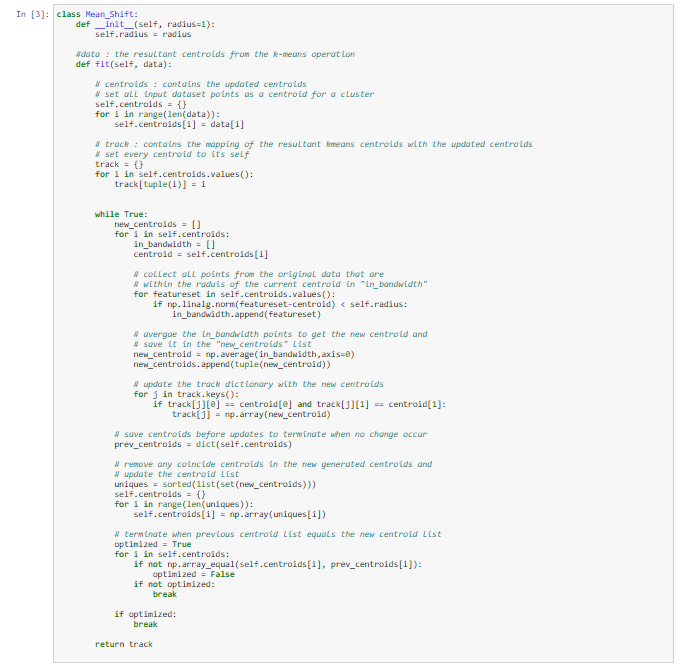 In [3]: class Mean_Shift:
def __init__(self, radius=1):
self.radius = radius
#data : the resultant centroids from the k-means operation
def fit(self, data):
# centroids : contains the updated centroids
# set all input dataset points as a centroid for a cluster
self.centroids = {}
for i in range(len(data)):
self.centroids[i] = data[i]
# track : contains the mapping of the resultant kmeans centroids with the updated centroids
# set every centroid to its self
track = {}
for i in self.centroids.values():
track[tuple(i)] = i
while True:
new_centroids = []
for i in self.centroids:
in_bandwidth = []
centroid = self.centroids[i]
# collect all points from the original data that are
# within the raduis of the current centroid in "in_bandwidth"
for featureset in self.centroids.values():
if np.linalg.norm(featureset-centroid) < self.radius:
in_bandwidth.append(featureset)
# avergae the in_bandwidth points to get the new centroid and
# save it in the "new_centroids" list
new_centroid = np.average(in_bandwidth,axis=0)
new_centroids.append(tuple(new_centroid))
# update the track dictionary with the new centroids
for j in track.keys():
if track[j][0] == centroid[0] and track[j][1] == centroid[1]:
track[j] = np.array(new_centroid)
# save centroids before updates to terminate when no change occur
prev_centroids = dict(self.centroids)
# remove any coincide centroids in the new generated centroids and
# update the centroid list
uniques = sorted(list(set(new_centroids)))
self.centroids = {}
for i in range(len(uniques)):
self.centroids[i] = np.array(uniques[i])
# terminate when previous centroid list equals the new centroid list
optimized = True
for i in self.centroids:
if not np.array_equal(self.centroids[i], prev_centroids[i]):
optimized = False
if not optimized:
break
if optimized:
break
return track